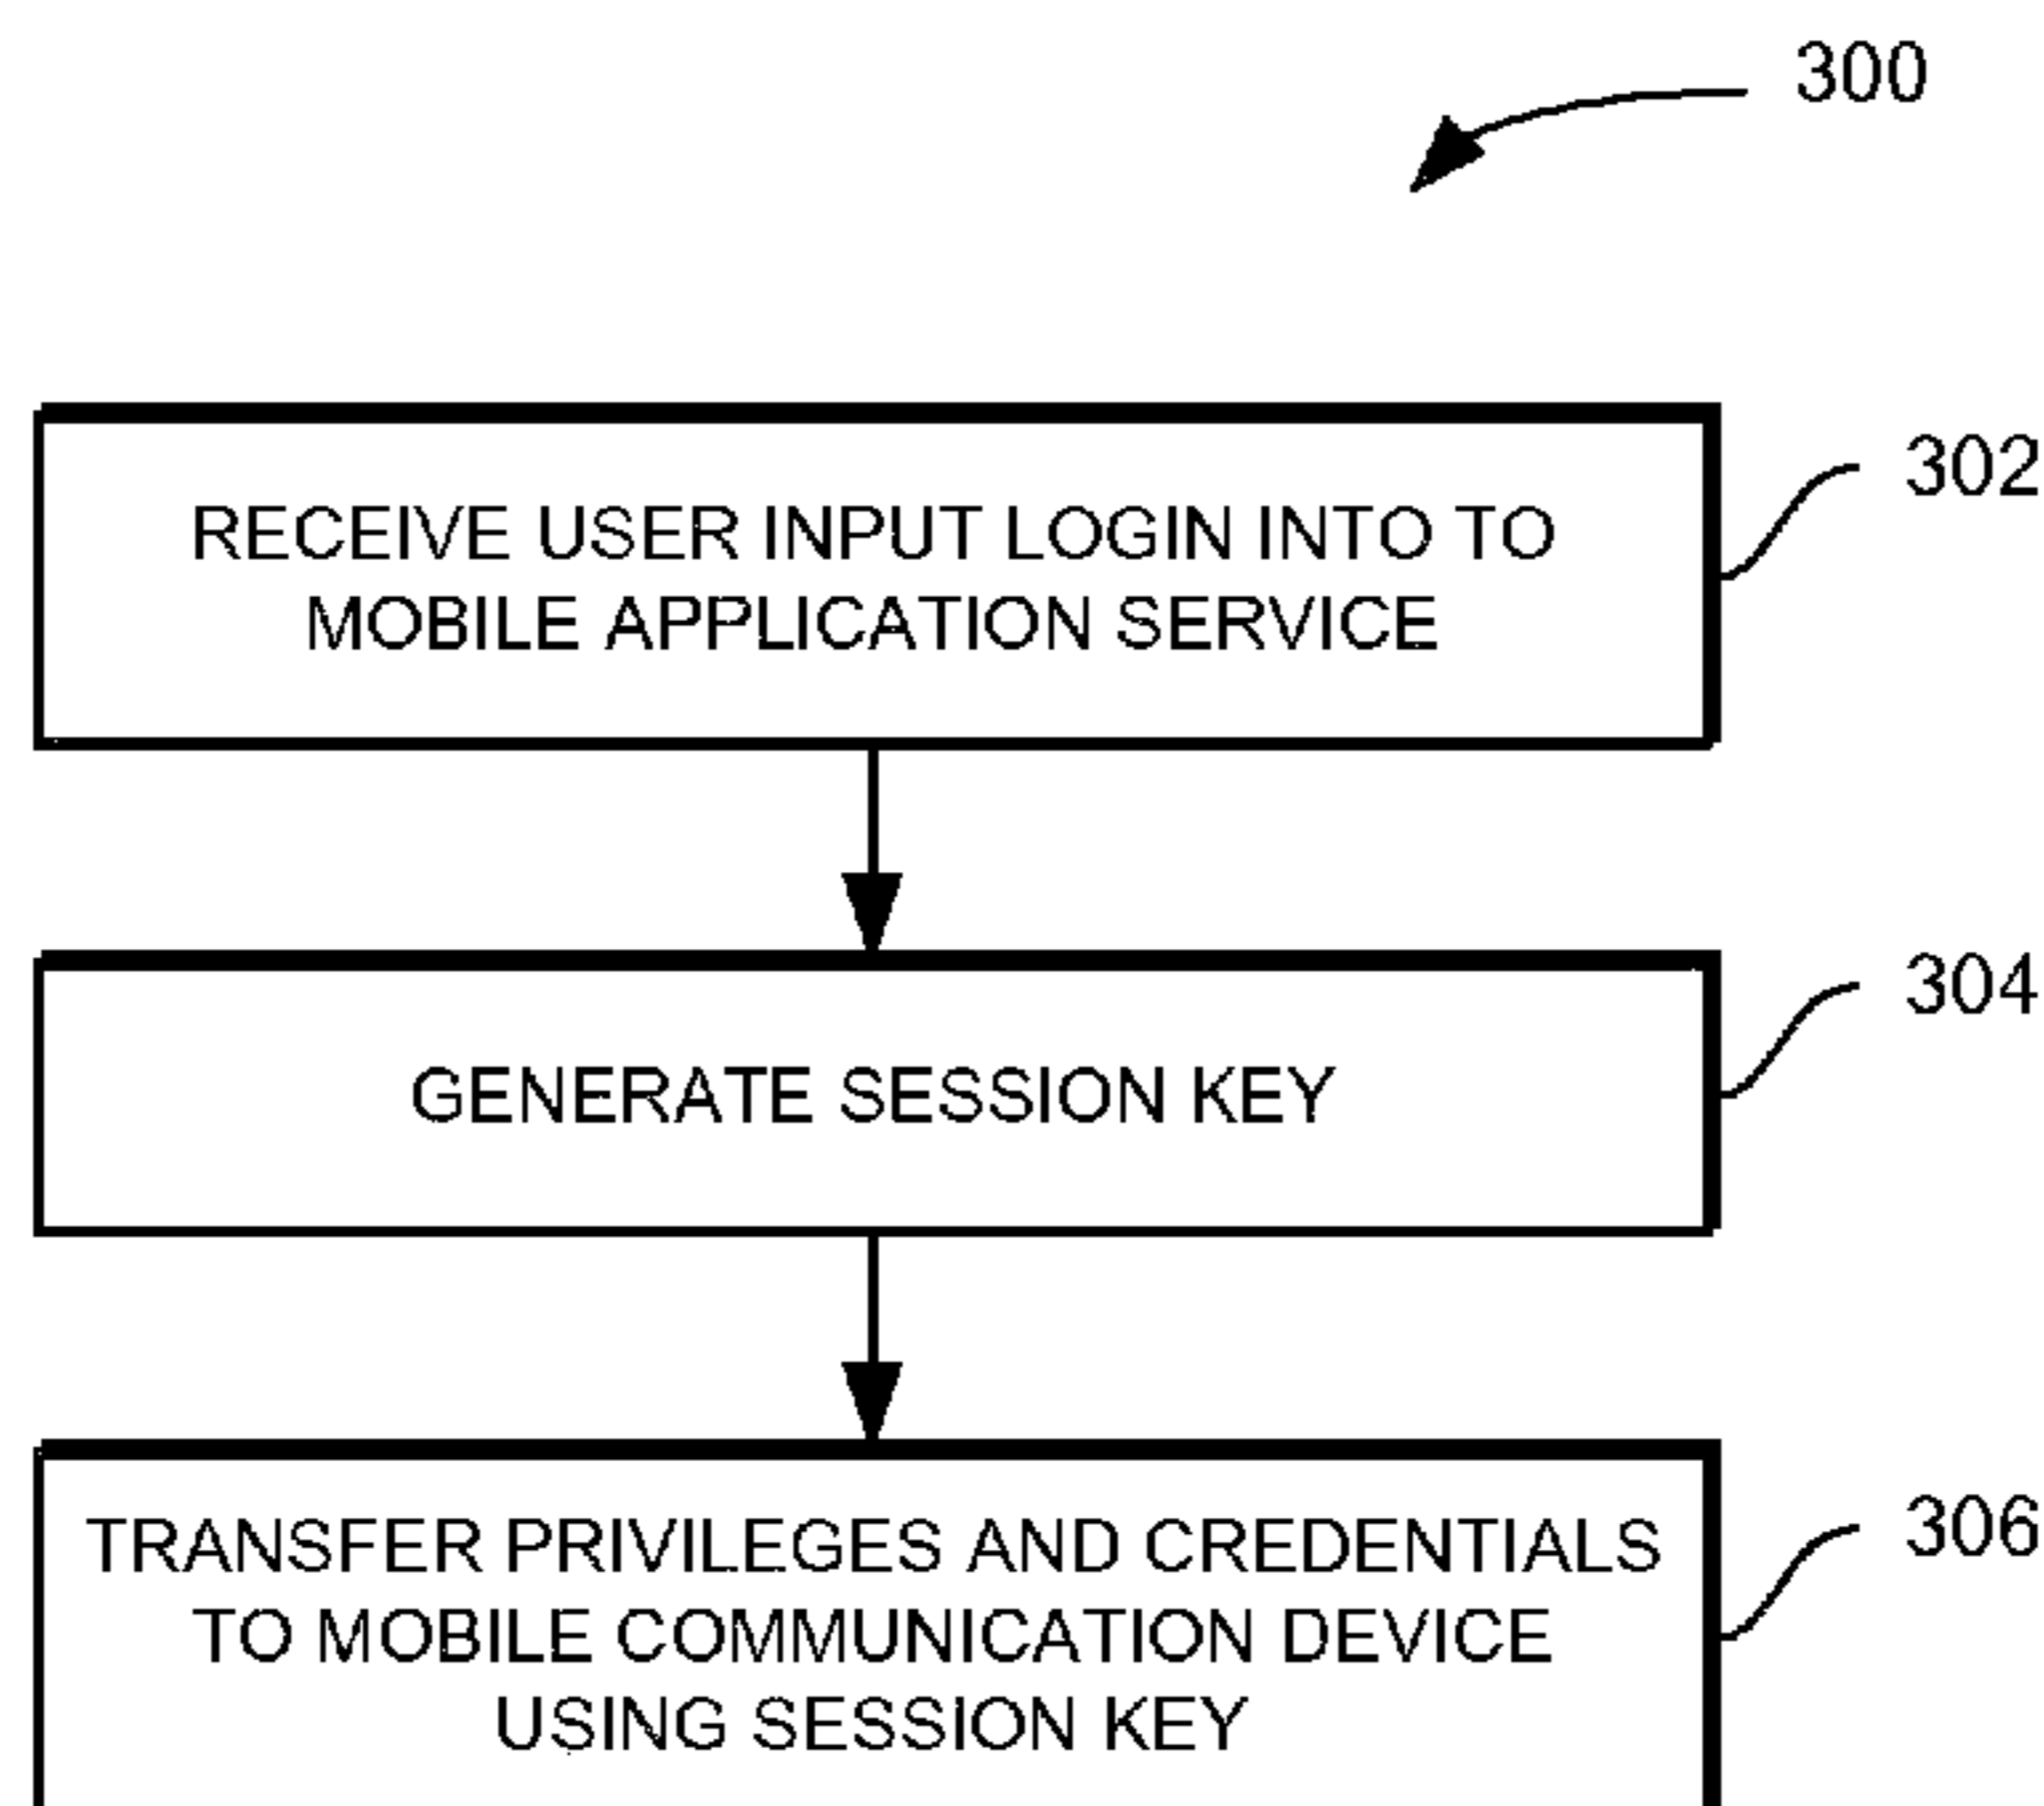 300
RECEIVE USER INPUT LOGIN INTO TO
MOBILE APPLICATION SERVICE
302
GENERATE SESSION KEY
304
TRANSFER PRIVILEGES AND CREDENTIALS
TO MOBILE COMMUNICATION DEVICE
USING SESSION KEY
306